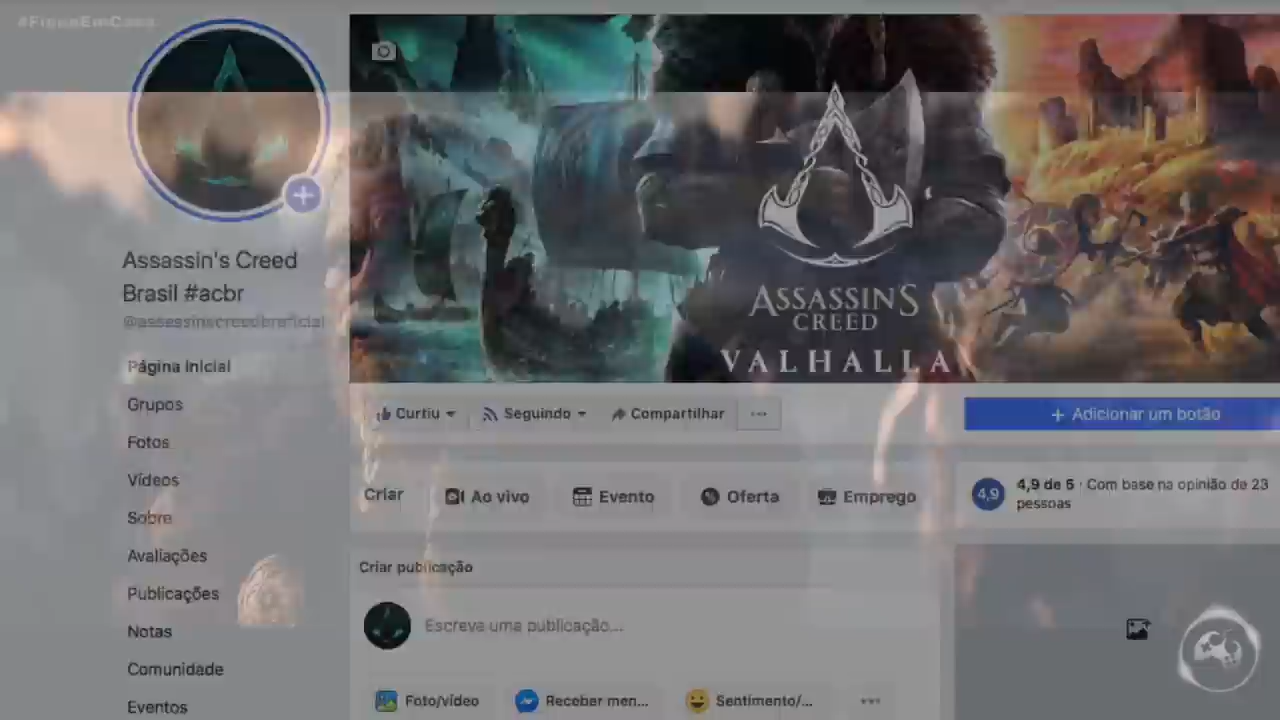 #FiqueEmCasa
Assassin's Creed
Brasil #acbr
@assassinscreedbroficial
Página Inicial
Grupos
Fotos
Vídeos
Sobre
Avaliações
Publicações
Notas
Comunidade
Eventos
ASSASSIN'S
CREED
VALHALLA
Curtiu
Seguindo
Compartilhar
...
+ Adicionar um botão
Criar
Ao vivo
Evento
Oferta
Emprego
4,9
4,9 de 5 · Com base na opinião de 23
pessoas
Criar publicação
Escreva uma publicação...
Foto/vídeo
Receber men...
Sentimento/...
...